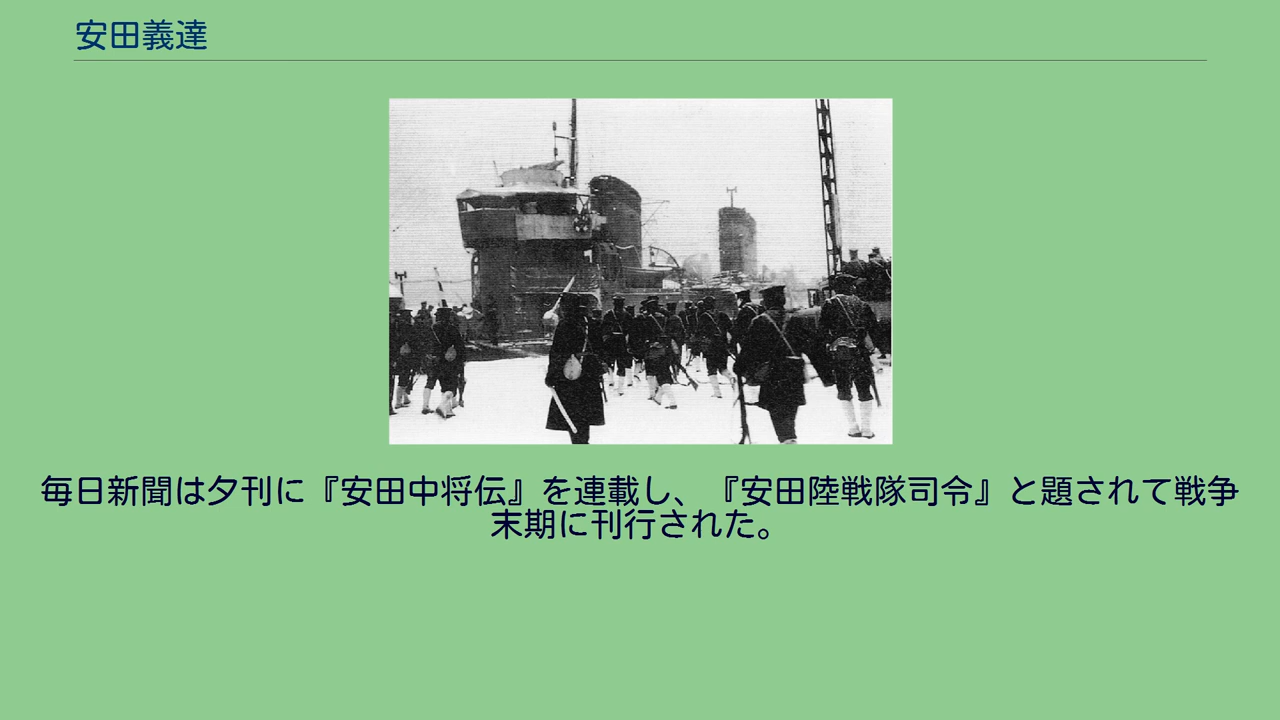 安田義達
毎日新聞は夕刊に『安田中将伝』を連載し、『安田陸戦隊司令』と題されて戦争
末期に刊行された。